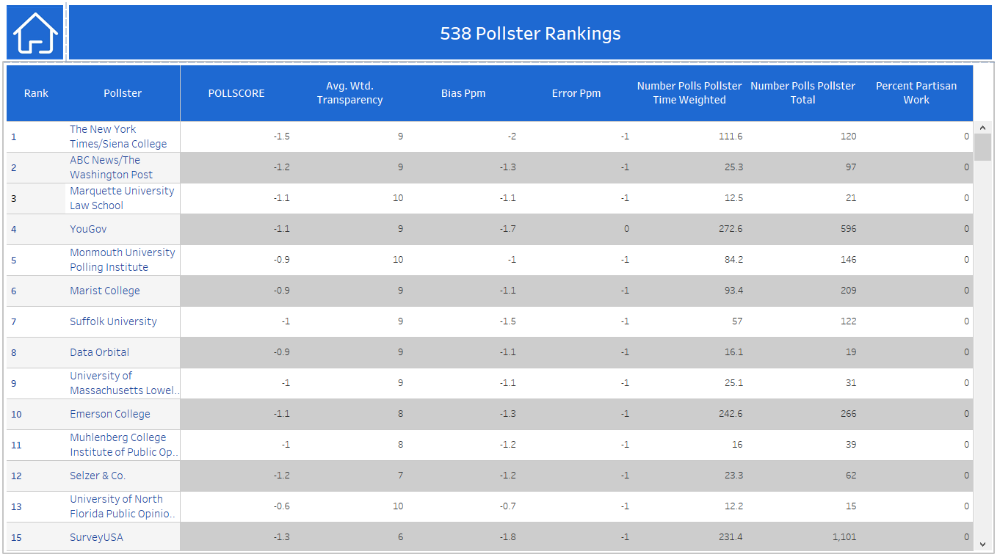 538 Pollster Rankings
Rank Pollster POLLSCORE Avg. Wtd. Transparency Bias Ppm Error Ppm Number Polls Pollster Time Weighted Number Polls Pollster Total Percent Partisan Work
1 The New York Times/Siena College -1.5 9 -2 -1 111.6 120 0
2 ABC News/The Washington Post -1.2 9 -1.3 -1 25.3 97 0
3 Marquette University Law School -1.1 10 -1.1 -1 12.5 21 0
4 YouGov -1.1 9 -1.7 0 272.6 596 0
5 Monmouth University Polling Institute -0.9 10 -1 -1 84.2 146 0
6 Marist College -0.9 9 -1.1 -1 93.4 209 0
7 Suffolk University -1 9 -1.5 -1 57 122 0
8 Data Orbital -0.9 9 -1.1 -1 16.1 19 0
9 University of Massachusetts Lowel.. -1 9 -1.1 -1 25.1 31 0
10 Emerson College -1.1 8 -1.3 -1 242.6 266 0
11 Muhlenberg College Institute of Public Op.. -1 8 -1.2 -1 16 39 0
12 Selzer & Co. -1.2 7 -1.2 -1 23.3 62 0
13 University of North Florida Public Opinio.. -0.6 10 -0.7 -1 12.2 15 0
15 SurveyUSA -1.3 6 -1.8 -1 231.4 1,101 0